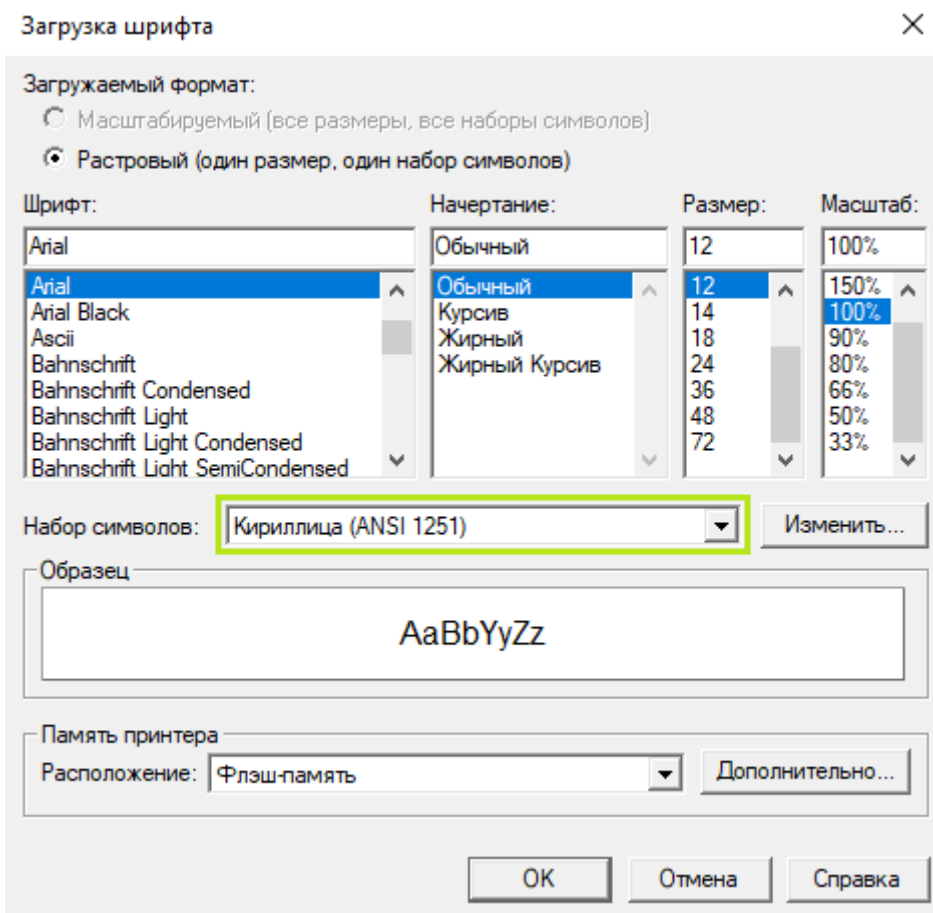 Загрузка шрифта
Загружаемый формат:
Масштабируемый (все размеры, все наборы символов)
Растровый (один размер, один набор символов)
Шрифт: Начертание: Размер: Масштаб:
Arial Обычный 12 100%
Arial Обычный 12 150%
Arial Black Курсив 14 100%
Ascii Жирный 18 90%
Bahnschrift Жирный Курсив 24 80%
Bahnschrift Condensed 36 66%
Bahnschrift Light 48 50%
Bahnschrift Light Condensed 72 33%
Bahnschrift Light SemiCondensed
Набор символов: Кириллица (ANSI 1251) Изменить...
Образец
AaBbYyZz
Память принтера
Расположение: Флэш-память Дополнительно...
OK Отмена Справка